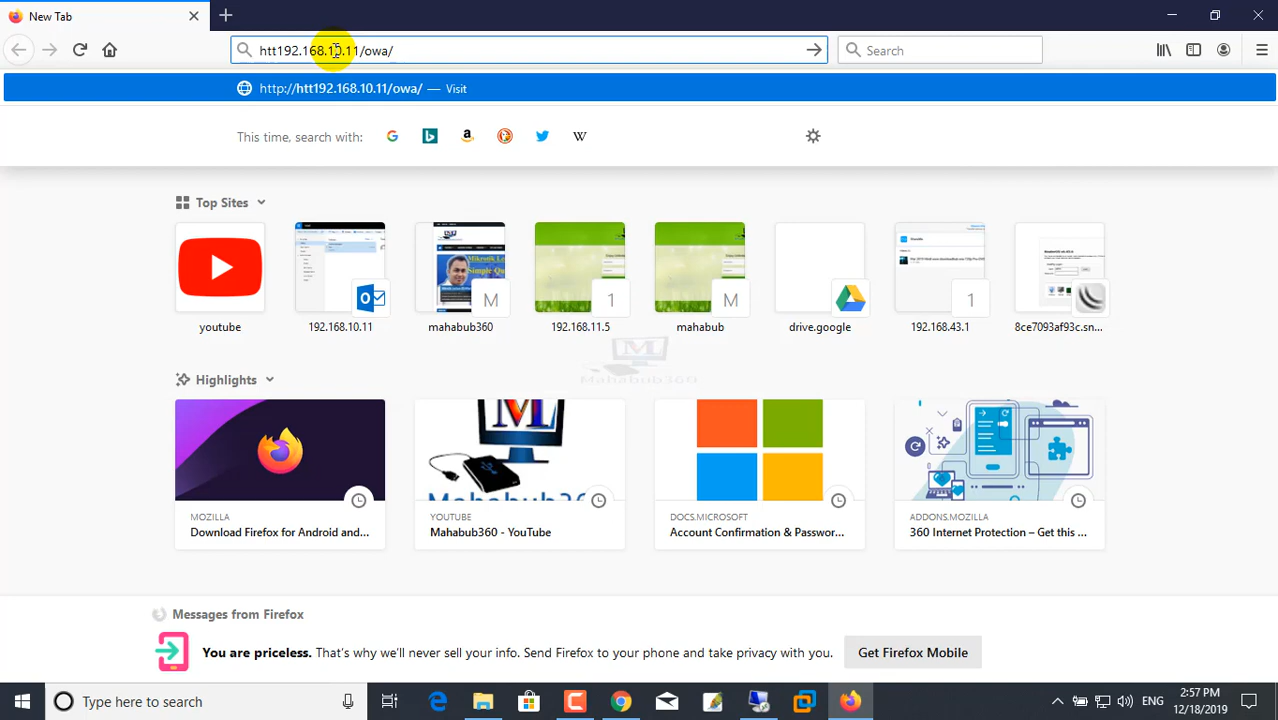 New Tab
htt192.168.10.11/owa/
Search
http://htt192.168.10.11/owa/ — Visit
This time, search with:
Top Sites
youtube
192.168.10.11
mahabub360
192.168.11.5
mahabub
drive.google
192.168.43.1
8ce7093af93c.sn...
M
1
M
1
Mahabub360
Highlights
MOZILLA
Download Firefox for Android and...
YOUTUBE
Mahabub360 - YouTube
DOCS.MICROSOFT
Account Confirmation & Passwor...
ADDONS.MOZILLA
360 Internet Protection – Get this ...
Messages from Firefox
You are priceless. That's why we'll never sell your info. Send Firefox to your phone and take privacy with you.
Get Firefox Mobile
Type here to search
ENG
2:57 PM
12/18/2019